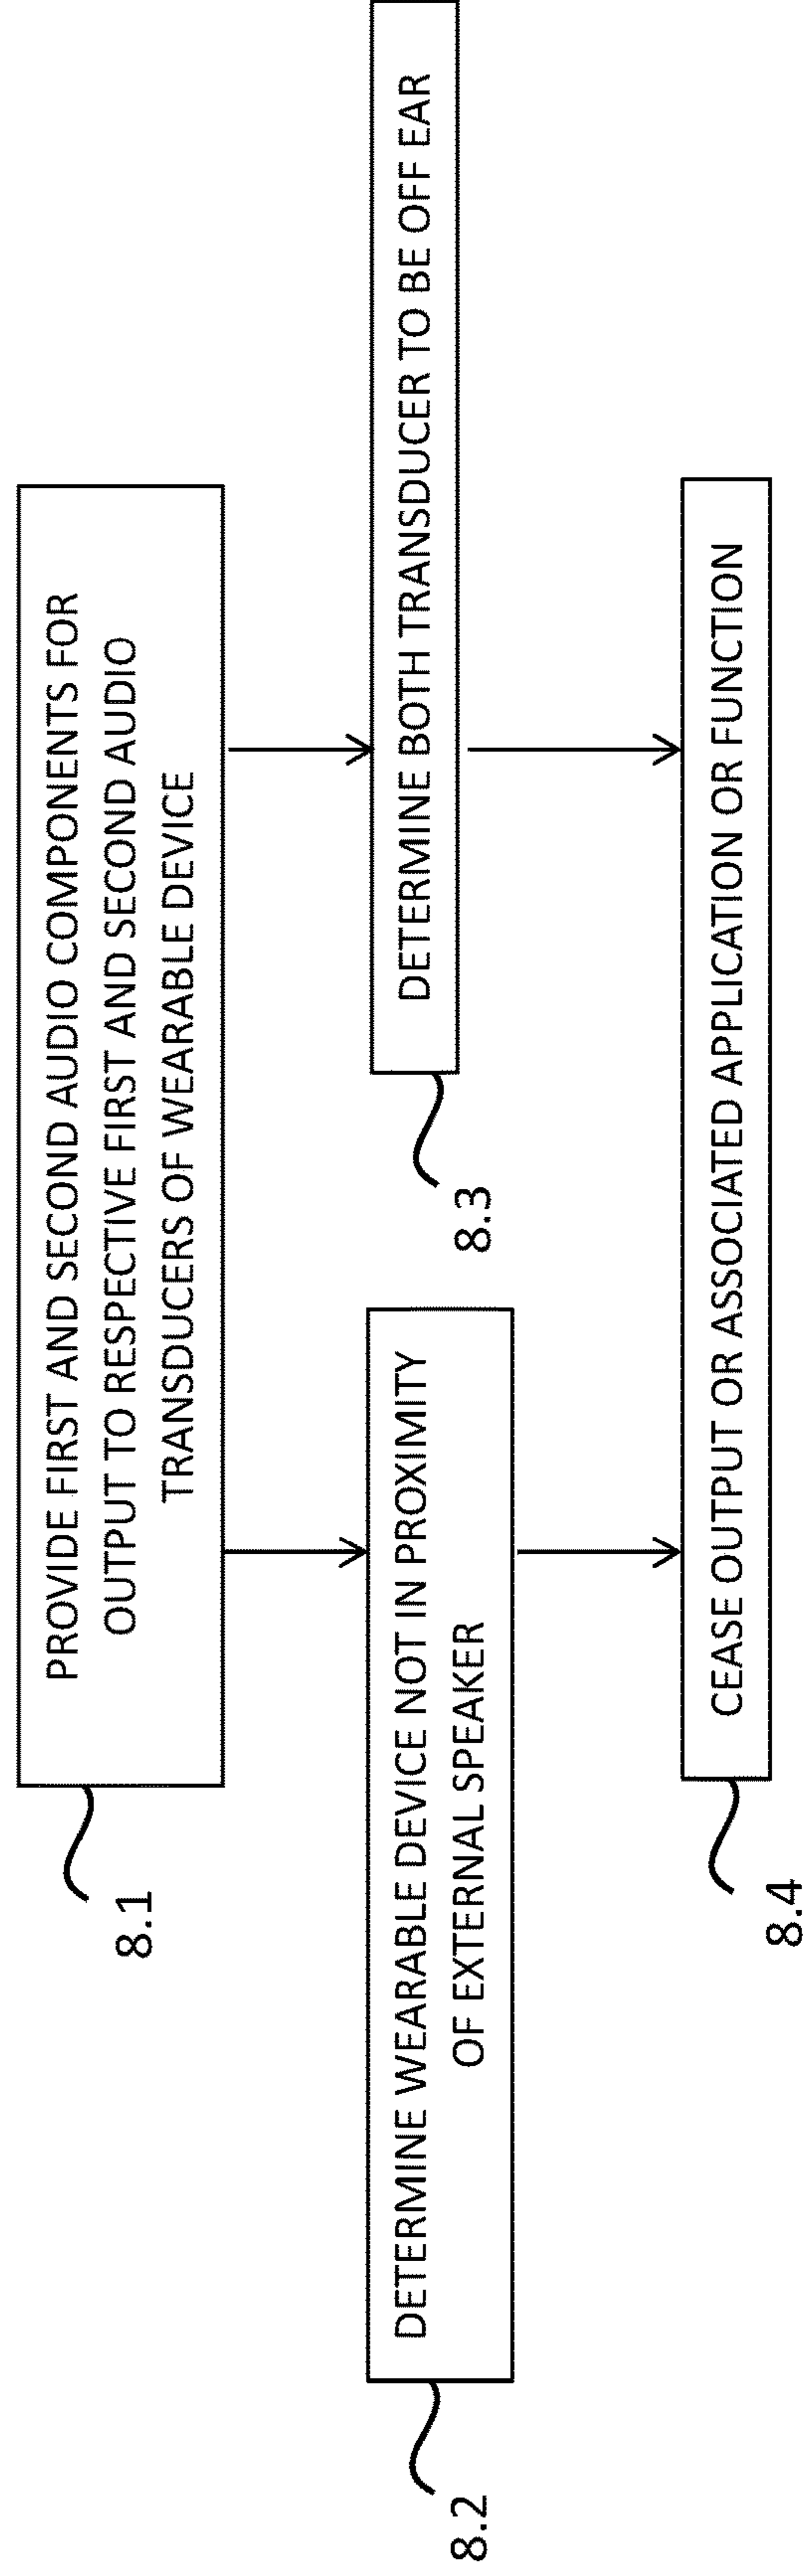 PROVIDE FIRST AND SECOND AUDIO COMPONENTS FOR
OUTPUT TO RESPECTIVE FIRST AND SECOND AUDIO
TRANSDUCERS OF WEARABLE DEVICE
8.1
DETERMINE WEARABLE DEVICE NOT IN PROXIMITY
OF EXTERNAL SPEAKER
8.2
DETERMINE BOTH TRANSDUCER TO BE OFF EAR
8.3
CEASE OUTPUT OR ASSOCIATED APPLICATION OR FUNCTION
8.4